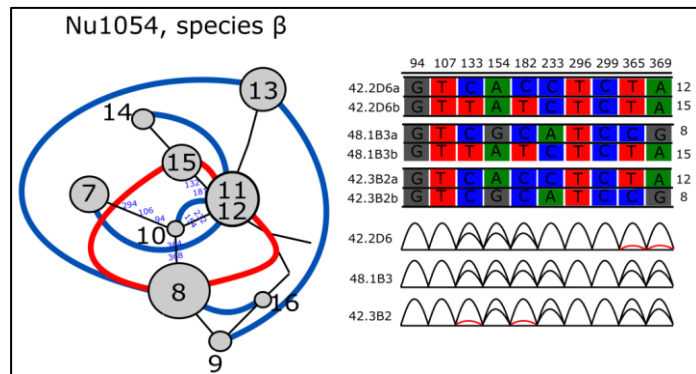 Nu1054, species β
13
14
15
132
7
11
12
294
106
94
10
368
8
16
9
94 107 133 154 182 233 296 299 365 369
42.2D6a G T C A C C T C T A 12
42.2D6b G T T A T C T C T A 15
48.1B3a G T C G C A T C C G 8
48.1B3b G T T A T C T C T A 15
42.3B2a G T C A C C T C T A 12
42.3B2b G T C G C A T C C G 8
42.2D6
48.1B3
42.3B2